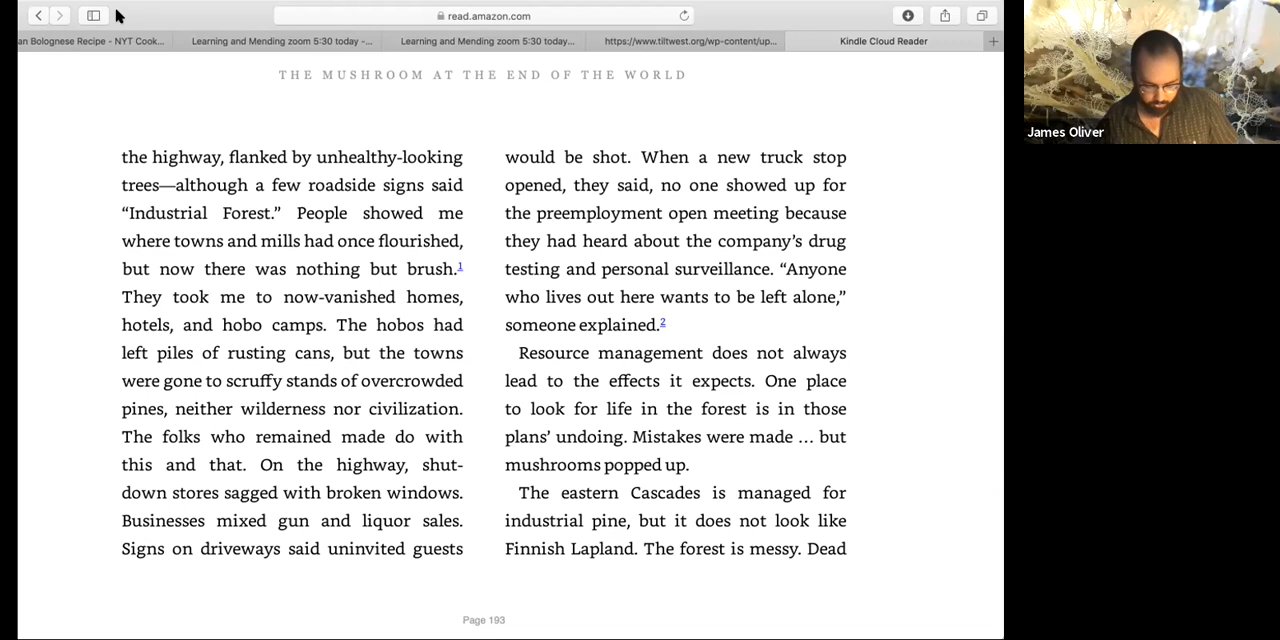 read.amazon.com
an Bolognese Recipe - NYT Cook...
Learning and Mending zoom 5:30 today -...
Learning and Mending zoom 5:30 today...
https://www.tiltwest.org/wp-content/up...
Kindle Cloud Reader
THE MUSHROOM AT THE END OF THE WORLD
the highway, flanked by unhealthy-looking
trees—although a few roadside signs said
“Industrial Forest.” People showed me
where towns and mills had once flourished,
but now there was nothing but brush.1
They took me to now-vanished homes,
hotels, and hobo camps. The hobos had
left piles of rusting cans, but the towns
were gone to scruffy stands of overcrowded
pines, neither wilderness nor civilization.
The folks who remained made do with
this and that. On the highway, shut-
down stores sagged with broken windows.
Businesses mixed gun and liquor sales.
Signs on driveways said uninvited guests
would be shot. When a new truck stop
opened, they said, no one showed up for
the preemployment open meeting because
they had heard about the company’s drug
testing and personal surveillance. “Anyone
who lives out here wants to be left alone,”
someone explained.2
Resource management does not always
lead to the effects it expects. One place
to look for life in the forest is in those
plans’ undoing. Mistakes were made … but
mushrooms popped up.
The eastern Cascades is managed for
industrial pine, but it does not look like
Finnish Lapland. The forest is messy. Dead
Page 193
James Oliver